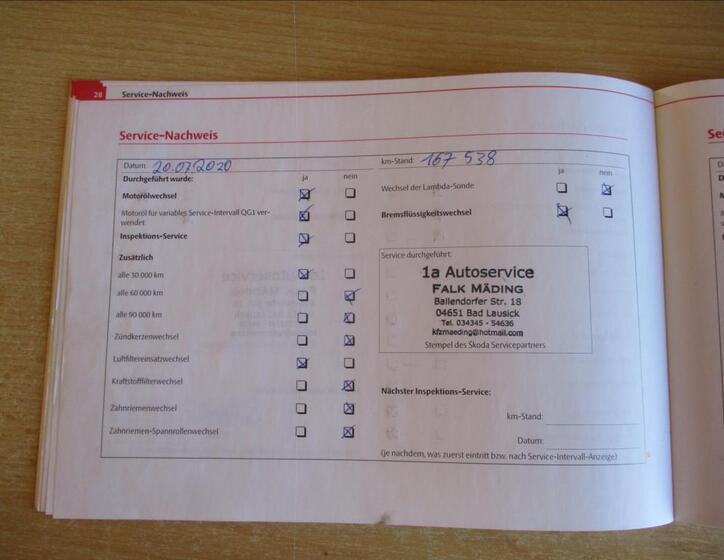 28 Service-Nachweis
Service-Nachweis
Datum: 20.07.2020
km-Stand: 167 538
Durchgeführt wurde: ja nein
ja nein
Motorölwechsel
Wechsel der Lambda-Sonde
Motoröl für variables Service-Intervall QG1 ver-
wendet
Bremsflüssigkeitswechsel
Inspektions-Service
Zusätzlich
alle 30 000 km
alle 60 000 km
alle 90 000 km
Zündkerzenwechsel
Luftfiltereinsatzwechsel
Kraftstofffilterwechsel
Zahnriemenwechsel
Zahnriemen-Spannrollenwechsel
Service durchgeführt:
1a Autoservice
FALK MÄDING
Ballendorfer Str. 18
04651 Bad Lausick
Tel. 034345 - 54636
kfzmaeding@hotmail.com
Stempel des Skoda Servicepartners
Nächster Inspektions-Service:
km-Stand:
Datum:
(je nachdem, was zuerst eintritt bzw. nach Service-Intervall-Anzeige)